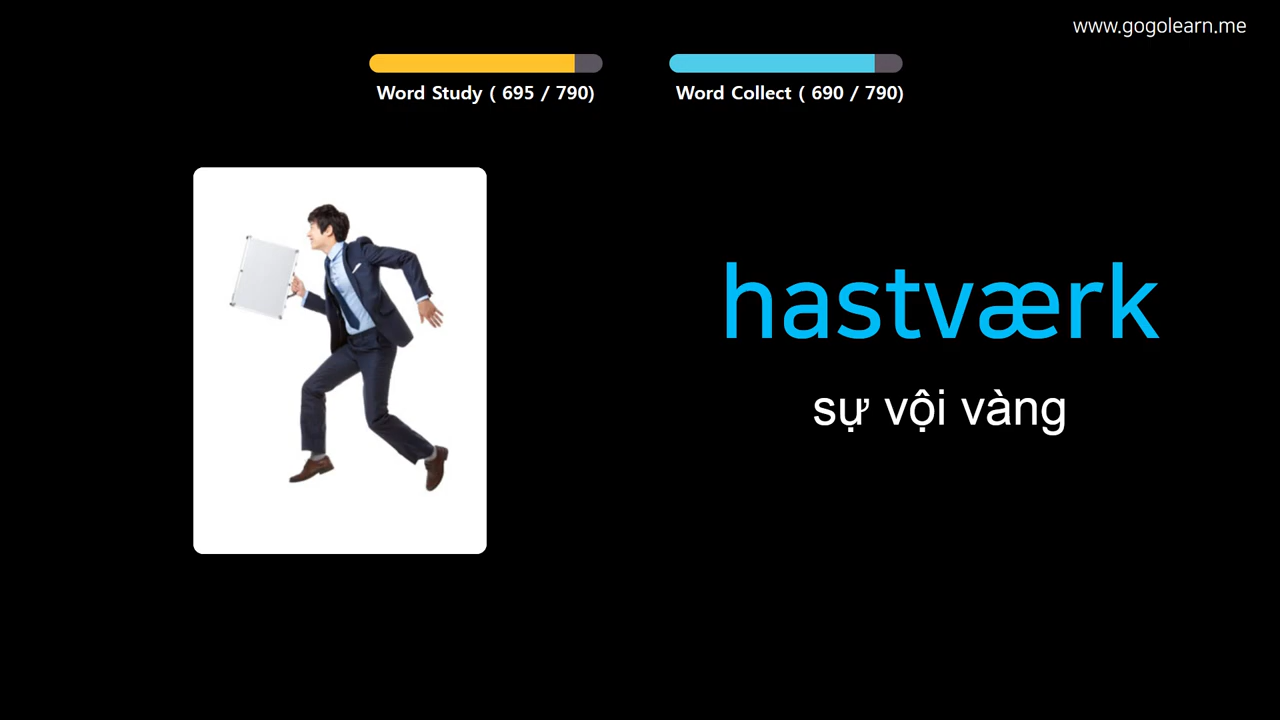 www.gogolearn.me
Word Study ( 695 / 790)
Word Collect ( 690 / 790)
hastværk
sự vội vàng